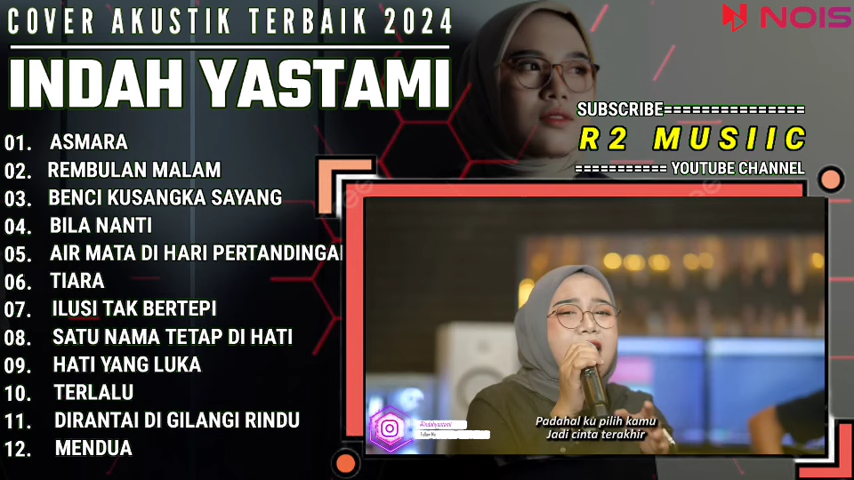 COVER AKUSTIK TERBAIK 2024
INDAH YASTAMI
NOIS
SUBSCRIBE===============
R2 MUSIIC
=========== YOUTUBE CHANNEL
01. ASMARA
02. REMBULAN MALAM
03. BENCI KUSANGKA SAYANG
04. BILA NANTI
05. AIR MATA DI HARI PERTANDINGA
06. TIARA
07. ILUSI TAK BERTEPI
08. SATU NAMA TETAP DI HATI
09. HATI YANG LUKA
10. TERLALU
11. DIRANTAI DI GILANGI RINDU
12. MENDUA
Padahal ku pilih kamu
Jadi cinta terakhir